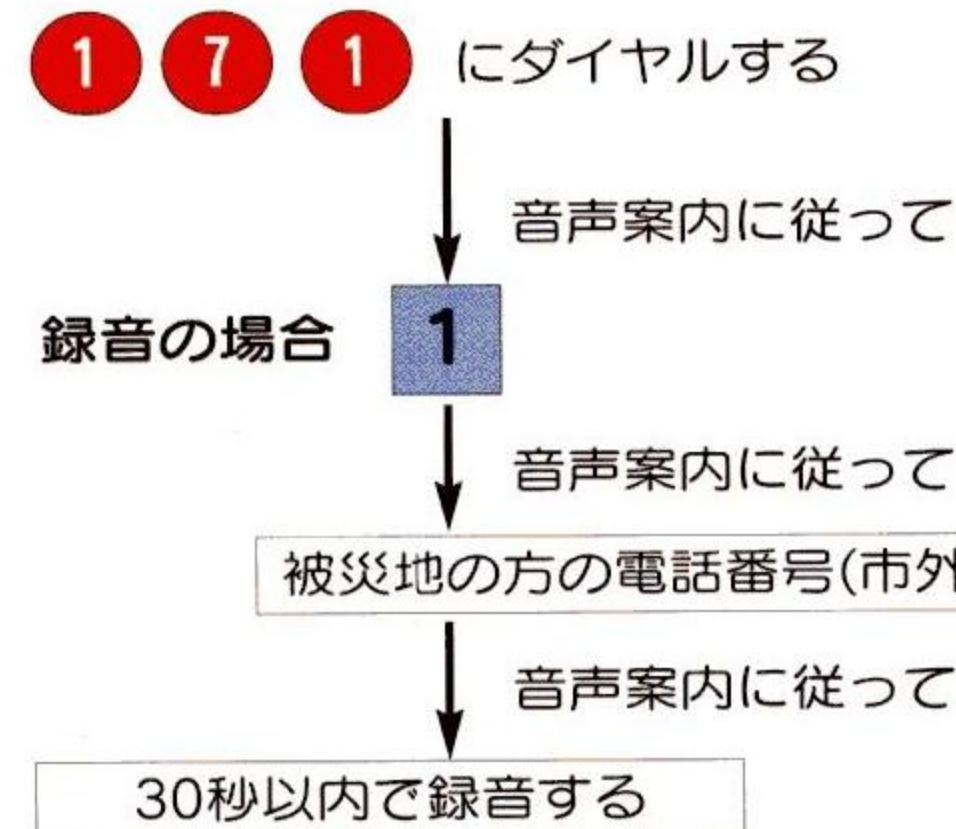 1 7 1 にダイヤルする
音声案内に従って
録音の場合 1
音声案内に従って
被災地の方の電話番号(市外
音声案内に従って
30秒以内で録音する